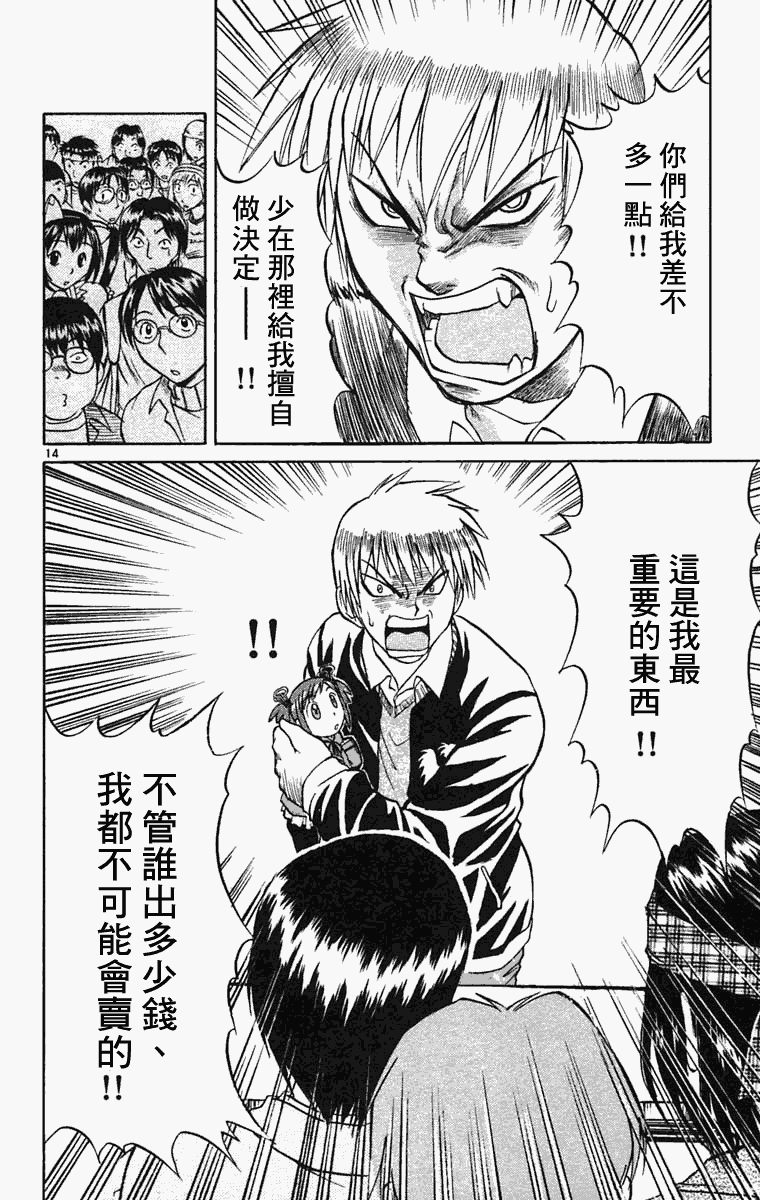 你們給我差不
多一點!!
少在那裡給我擅自
做決定——!!
14
這是我最
重要的東西!!
!!
不管誰出多少錢、
我都不可能會賣的!!